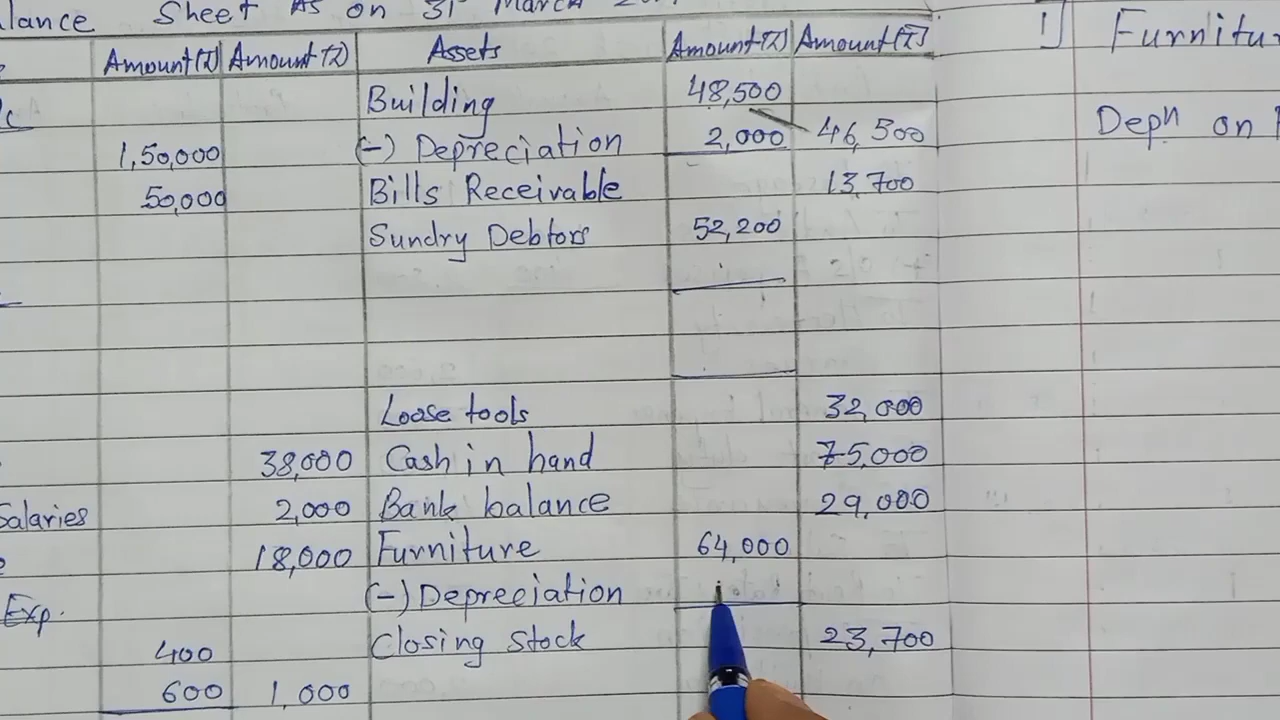 lance Sheet As on 31st March
Amount(₹) Amount(₹) Assets Amount(₹) Amount(₹)
Building 48,500
1,50,000 (-) Depreciation 2,000 46,500
50,000 Bills Receivable 13,700
Sundry Debtors 52,200
Loose tools 32,000
38,000 Cash in hand 75,000
Salaries 2,000 Bank balance 29,000
18,000 Furniture 64,000
Exp. (-) Depreciation
400 Closing Stock 23,700
600 1,000
1] Furnitu
Depn on